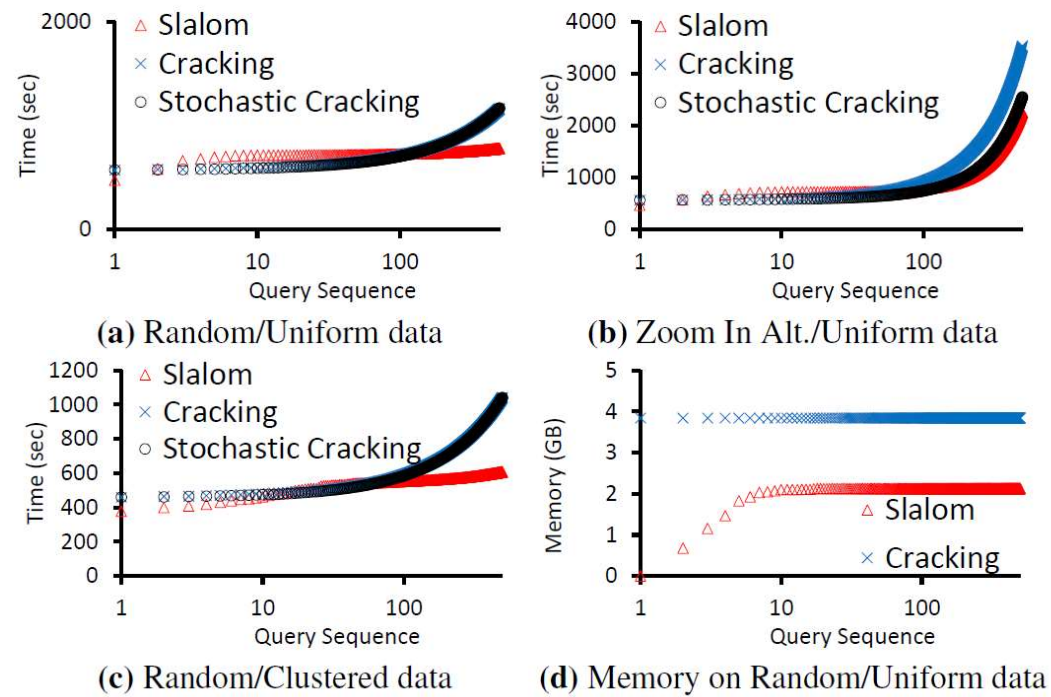 2000
Slalom
Cracking
Stochastic Cracking
Time (sec)
0
1 10 100
Query Sequence
(a) Random/Uniform data
4000
3000
2000
1000
0
Slalom
Cracking
Stochastic Cracking
Time (sec)
1 10 100
Query Sequence
(b) Zoom In Alt./Uniform data
1200
1000
800
600
400
200
0
Slalom
Cracking
Stochastic Cracking
Time (sec)
1 10 100
Query Sequence
(c) Random/Clustered data
5
4
3
2
1
0
Memory (GB)
Slalom
Cracking
1 10 100
Query Sequence
(d) Memory on Random/Uniform data